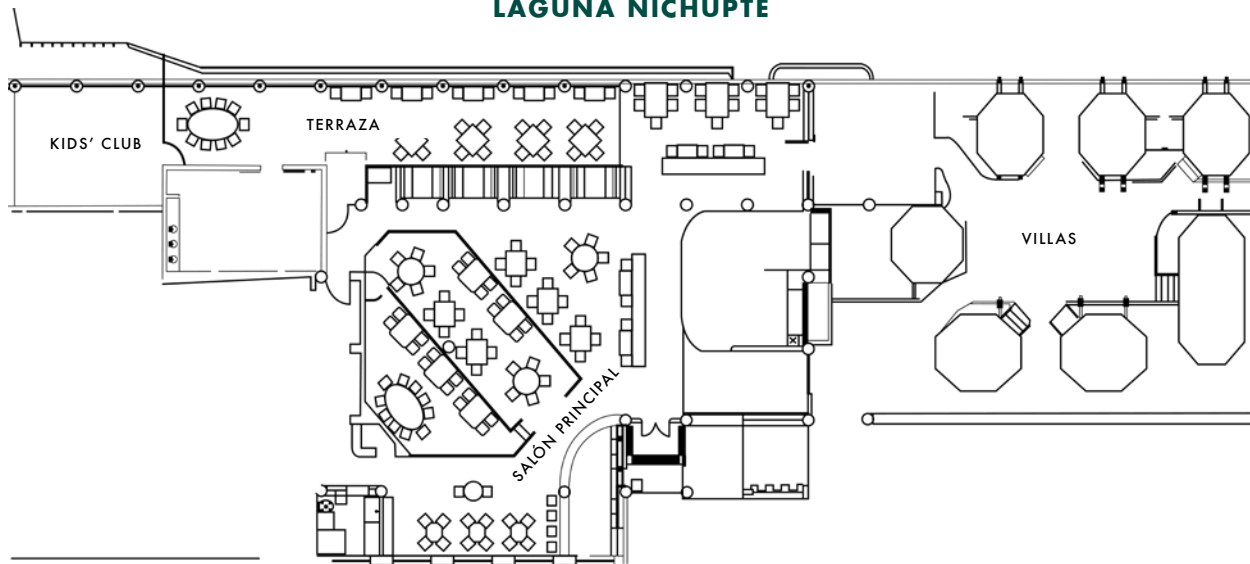 LAGUNA NICHUPTE
TERRAZA
KIDS' CLUB
VILLAS
SALÓN PRINCIPAL